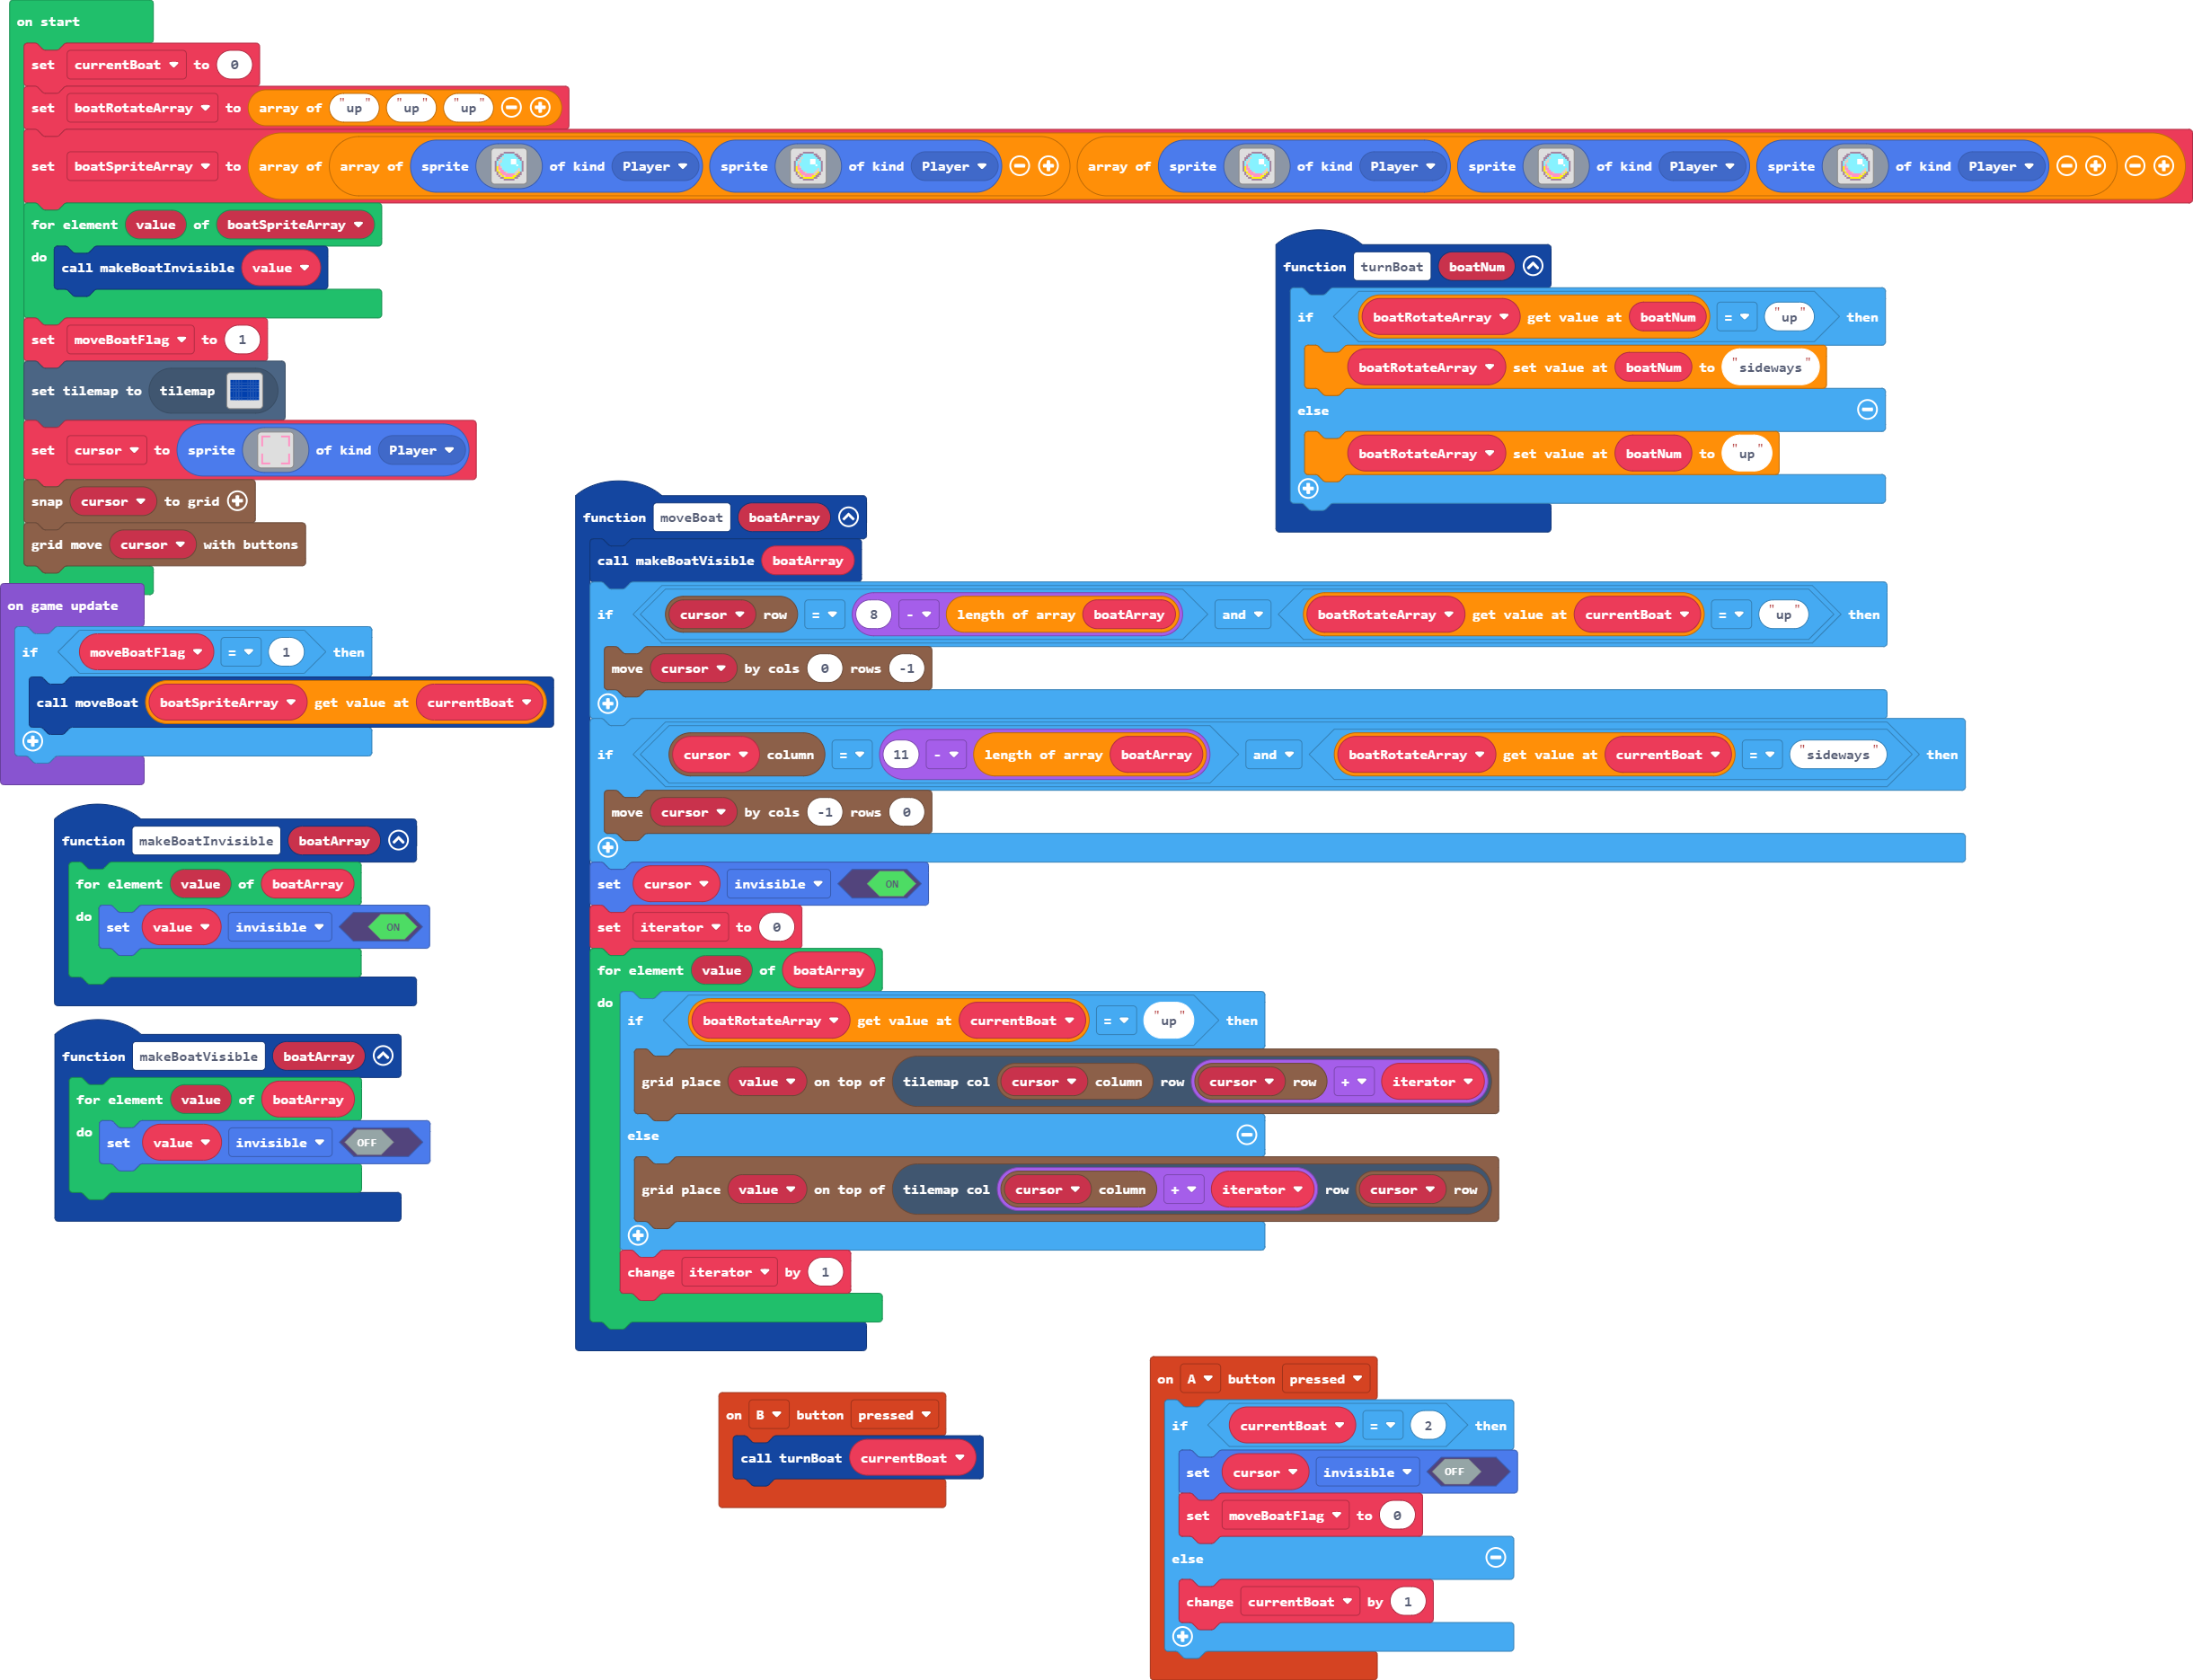 on start
set currentBoat to 0
set boatRotateArray to array of "up" "up" "up"
set boatSpriteArray to array of array of sprite of kind Player sprite of kind Player array of sprite of kind Player sprite of kind Player sprite of kind Player
for element value of boatSpriteArray
do call makeBoatInvisible value
set moveBoatFlag to 1
set tilemap to tilemap
set cursor to sprite of kind Player
snap cursor to grid
grid move cursor with buttons
on game update
if moveBoatFlag = 1 then
call moveBoat boatSpriteArray get value at currentBoat
function makeBoatInvisible boatArray
for element value of boatArray
do set value invisible ON
function makeBoatVisible boatArray
for element value of boatArray
do set value invisible OFF
function moveBoat boatArray
call makeBoatVisible boatArray
if cursor row = 8 - length of array boatArray and boatRotateArray get value at currentBoat = "up" then
move cursor by cols 0 rows -1
if cursor column = 11 - length of array boatArray and boatRotateArray get value at currentBoat = "sideways" then
move cursor by cols -1 rows 0
set cursor invisible ON
set iterator to 0
for element value of boatArray
do if boatRotateArray get value at currentBoat = "up" then
grid place value on top of tilemap col cursor column row cursor row + iterator
else
grid place value on top of tilemap col cursor column + iterator row cursor row
change iterator by 1
function turnBoat boatNum
if boatRotateArray get value at boatNum = "up" then
boatRotateArray set value at boatNum to "sideways"
else
boatRotateArray set value at boatNum to "up"
on B button pressed
call turnBoat currentBoat
on A button pressed
if currentBoat = 2 then
set cursor invisible OFF
set moveBoatFlag to 0
else
change currentBoat by 1